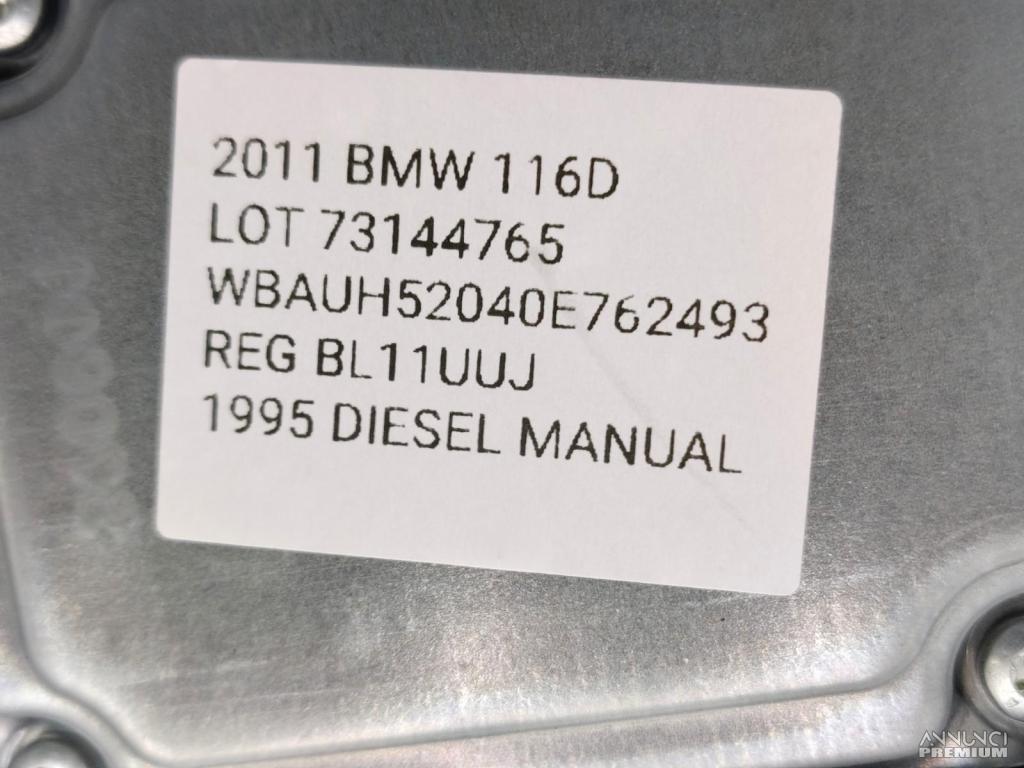 2011 BMW 116D
LOT 73144765
WBAUH52040E762493
REG BL11UUJ
1995 DIESEL MANUAL
ANNUNCI
PREMIUM